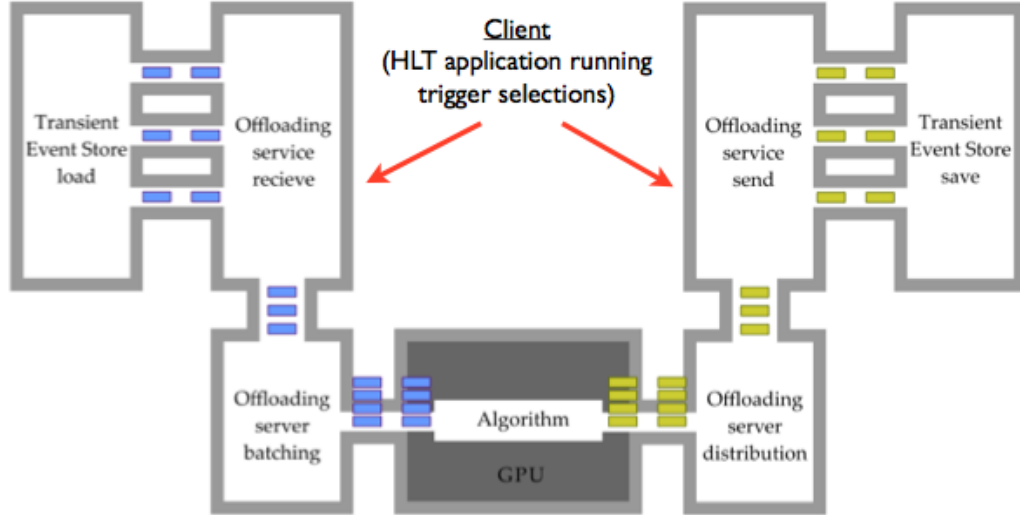 Client
(HLT application running
trigger selections)
Transient
Event Store
load
Offloading
service
recieve
Offloading
service
send
Transient
Event Store
save
Offloading
server
batching
Algorithm
GPU
Offloading
server
distribution